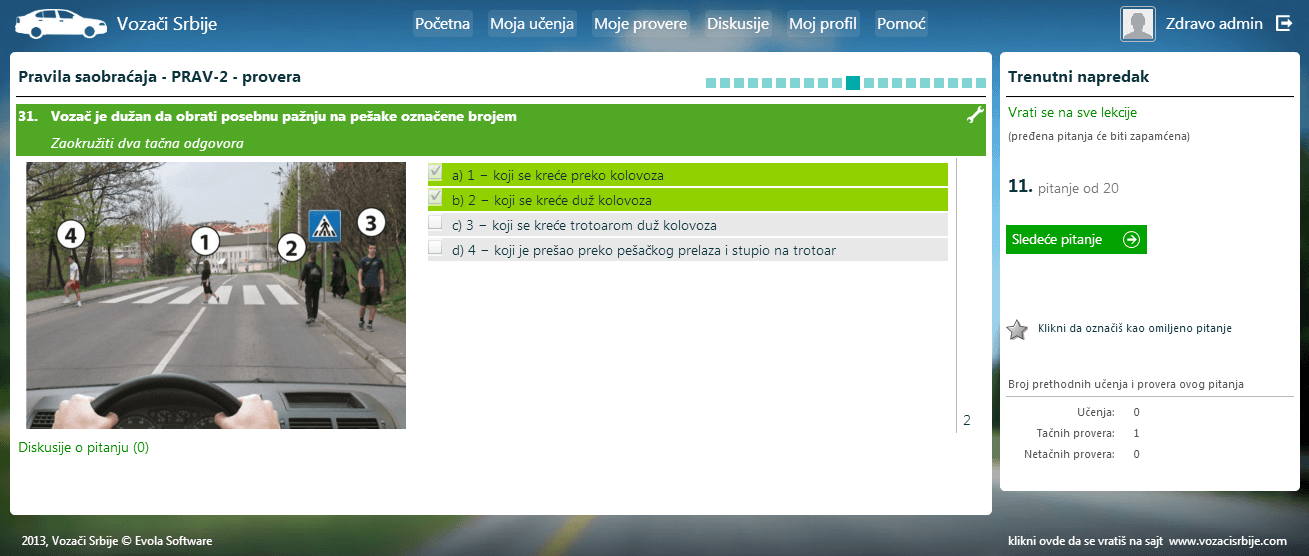 Vozači Srbije
Početna Moja učenja Moje provere Diskusije Moj profil Pomoć
Zdravo admin
Pravila saobraćaja - PRAV-2 - provera
31. Vozač je dužan da obrati posebnu pažnju na pešake označene brojem
Zaokružiti dva tačna odgovora
4
1
2
3
a) 1 – koji se kreće preko kolovoza
b) 2 – koji se kreće duž kolovoza
c) 3 – koji se kreće trotoarom duž kolovoza
d) 4 – koji je prešao preko pešačkog prelaza i stupio na trotoar
2
Diskusije o pitanju (0)
Trenutni napredak
Vrati se na sve lekcije
(pređena pitanja će biti zapamćena)
11. pitanje od 20
Sledeće pitanje
Klikni da označiš kao omiljeno pitanje
Broj prethodnih učenja i provera ovog pitanja
Učenja: 0
Tačnih provera: 1
Netačnih provera: 0
2013, Vozači Srbije © Evola Software
klikni ovde da se vratiš na sajt www.vozacisrbije.com